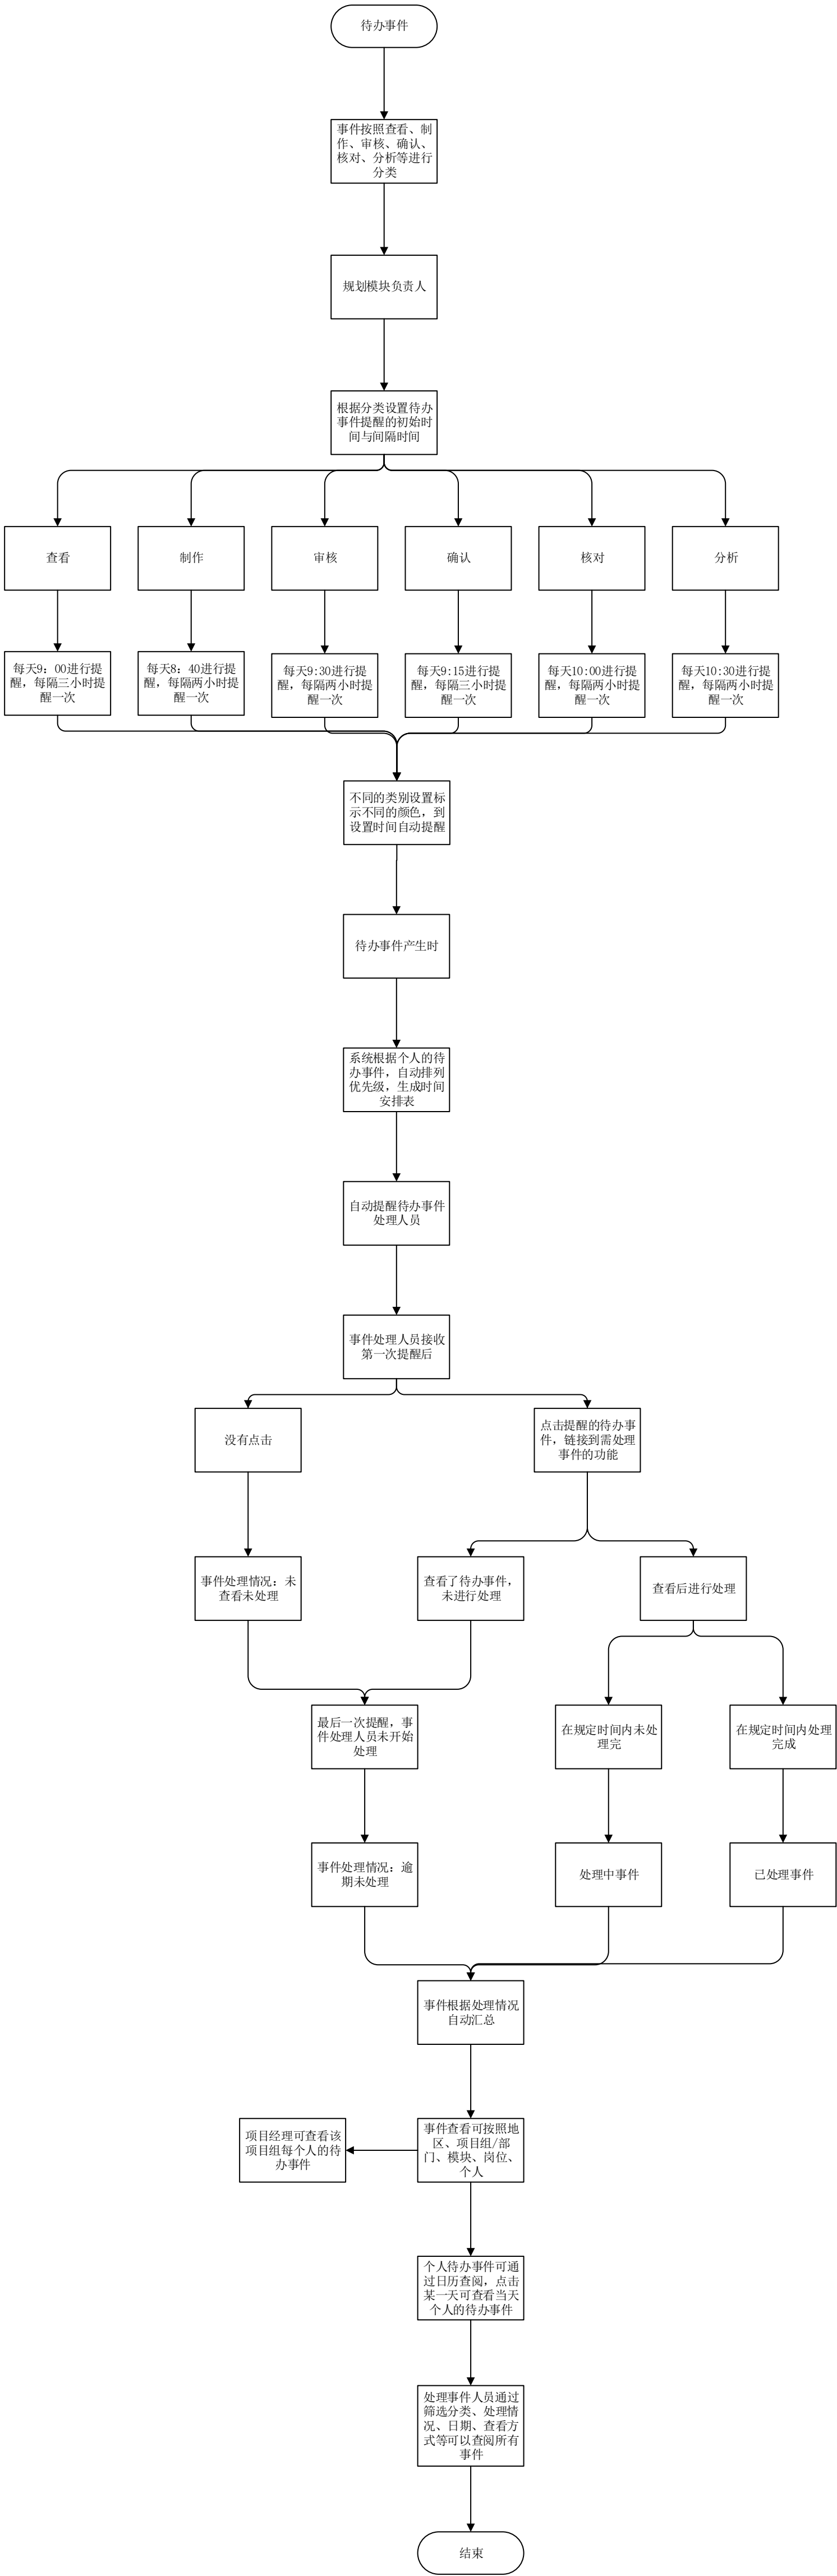 待办事件
事件按照查看、制
作、审核、确认、
核对、分析等进行
分类
规划模块负责人
根据分类设置待办
事件提醒的初始时
间与间隔时间
查看
制作
审核
确认
核对
分析
每天9：00进行提
醒，每隔三小时提
醒一次
每天8：40进行提
醒，每隔两小时提
醒一次
每天9:30进行提
醒，每隔两小时提
醒一次
每天9:15进行提
醒，每隔三小时提
醒一次
每天10:00进行提
醒，每隔两小时提
醒一次
每天10:30进行提
醒，每隔两小时提
醒一次
不同的类别设置标
示不同的颜色，到
设置时间自动提醒
待办事件产生时
系统根据个人的待
办事件，自动排列
优先级，生成时间
安排表
自动提醒待办事件
处理人员
事件处理人员接收
第一次提醒后
没有点击
点击提醒的待办事
件，链接到需处理
事件的功能
事件处理情况：未
查看未处理
查看了待办事件，
未进行处理
查看后进行处理
最后一次提醒，事
件处理人员未开始
处理
在规定时间内未处
理完
在规定时间内处理
完成
事件处理情况：逾
期未处理
处理中事件
已处理事件
事件根据处理情况
自动汇总
项目经理可查看该
项目组每个人的待
办事件
事件查看可按照地
区、项目组/部
门、模块、岗位、
个人
个人待办事件可通
过日历查阅，点击
某一天可查看当天
个人的待办事件
处理事件人员通过
筛选分类、处理情
况、日期、查看方
式等可以查阅所有
事件
结束